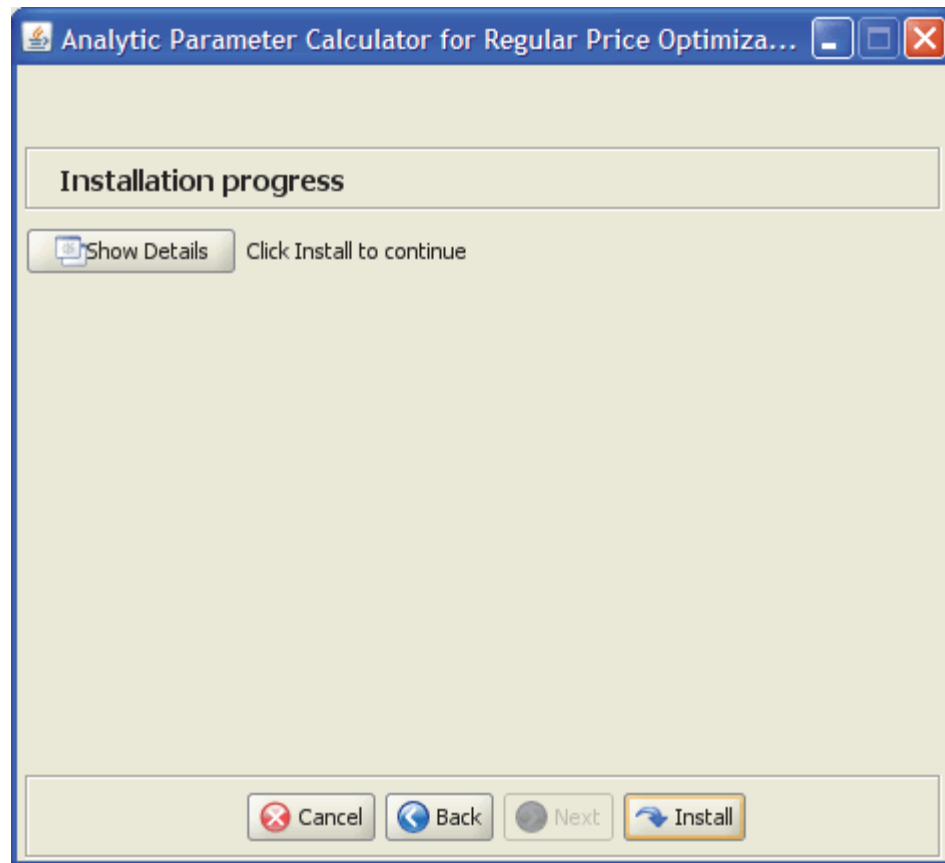 Analytic Parameter Calculator for Regular Price Optimiza...
Installation progress
Show Details Click Install to continue
Cancel Back Next Install